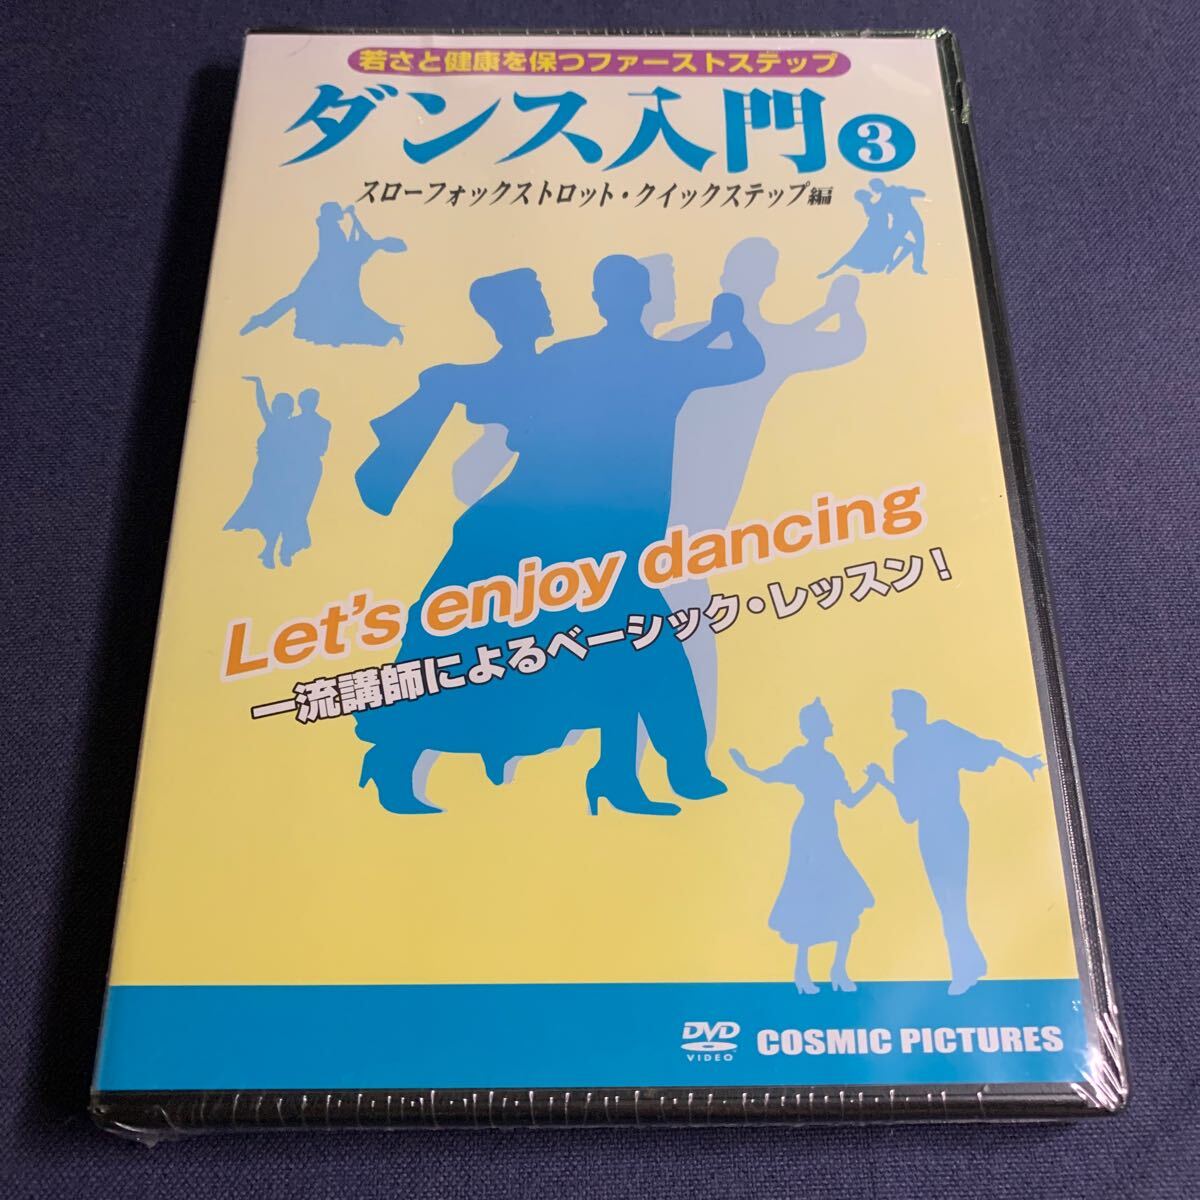 若さと健康を保つファーストステップ
ダンス入門3
スローフォックストロット・クイックステップ編
Let's enjoy dancing
一流講師によるベーシック・レッスン!
DVD
VIDEO
COSMIC PICTURES